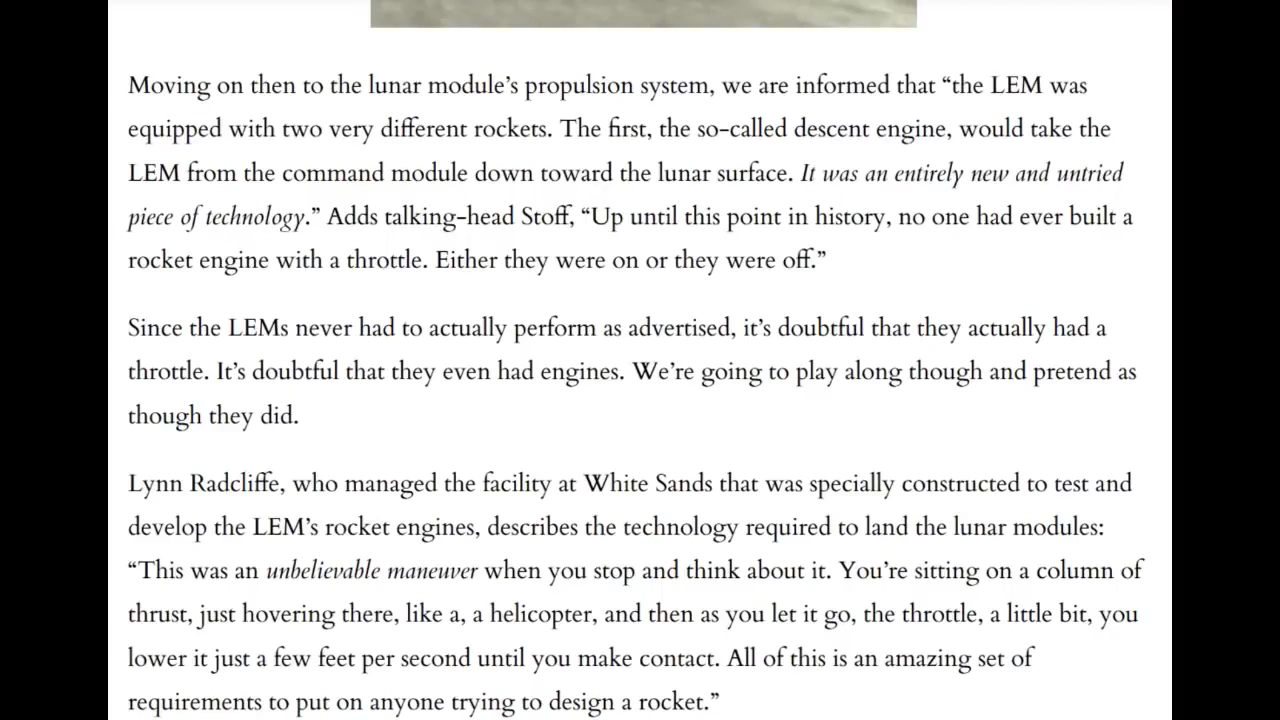 Moving on then to the lunar module’s propulsion system, we are informed that “the LEM was
equipped with two very different rockets. The first, the so-called descent engine, would take the
LEM from the command module down toward the lunar surface. It was an entirely new and untried
piece of technology.” Adds talking-head Stoff, “Up until this point in history, no one had ever built a
rocket engine with a throttle. Either they were on or they were off.”
Since the LEMs never had to actually perform as advertised, it’s doubtful that they actually had a
throttle. It’s doubtful that they even had engines. We’re going to play along though and pretend as
though they did.
Lynn Radcliffe, who managed the facility at White Sands that was specially constructed to test and
develop the LEM’s rocket engines, describes the technology required to land the lunar modules:
“This was an unbelievable maneuver when you stop and think about it. You’re sitting on a column of
thrust, just hovering there, like a, a helicopter, and then as you let it go, the throttle, a little bit, you
lower it just a few feet per second until you make contact. All of this is an amazing set of
requirements to put on anyone trying to design a rocket.”